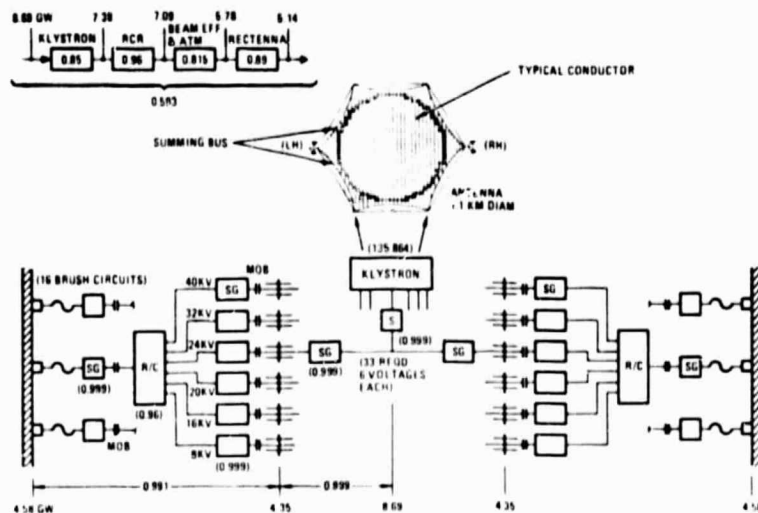 8.69 GW 7.39 7.09 5.78 5.14
KLYSTRON RCR BEAM EFF & ATM RECTENNA
0.85 0.96 0.815 0.89
0.593
TYPICAL CONDUCTOR
SUMMING BUS
(LH)
(RH)
ANTENNA
1 KM DIAM
(135 864)
KLYSTRON
(16 BRUSH CIRCUITS)
40KV SG MOB SG
32KV S
24KV SG (0.999) SG
R/C (0.999) (33 REQD R/C
SG 6 VOLTAGES SG
(0.999) 20KV EACH)
(0.96) 16KV
MOB 8KV (0.999)
0.991 0.999
4.58 GW 4.35 8.69 4.35